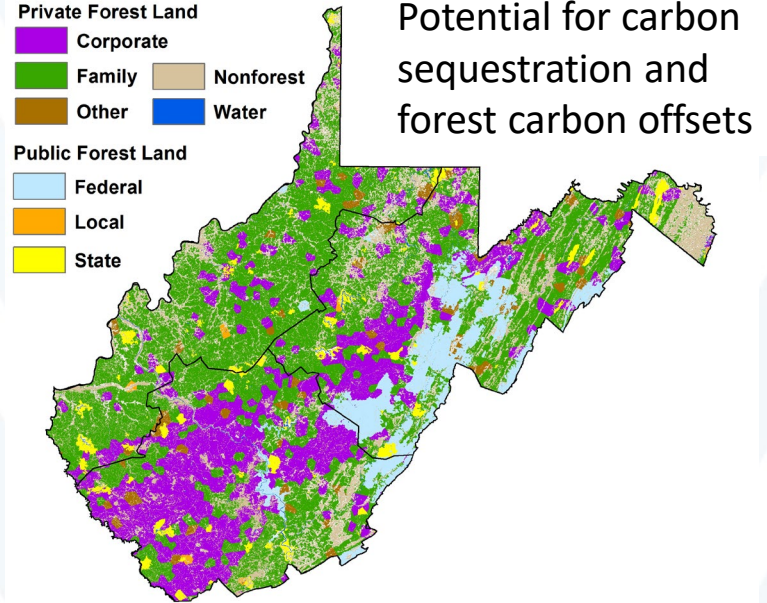 Private Forest Land
Corporate
Family
Nonforest
Other
Water
Public Forest Land
Federal
Local
State
Potential for carbon
sequestration and
forest carbon offsets